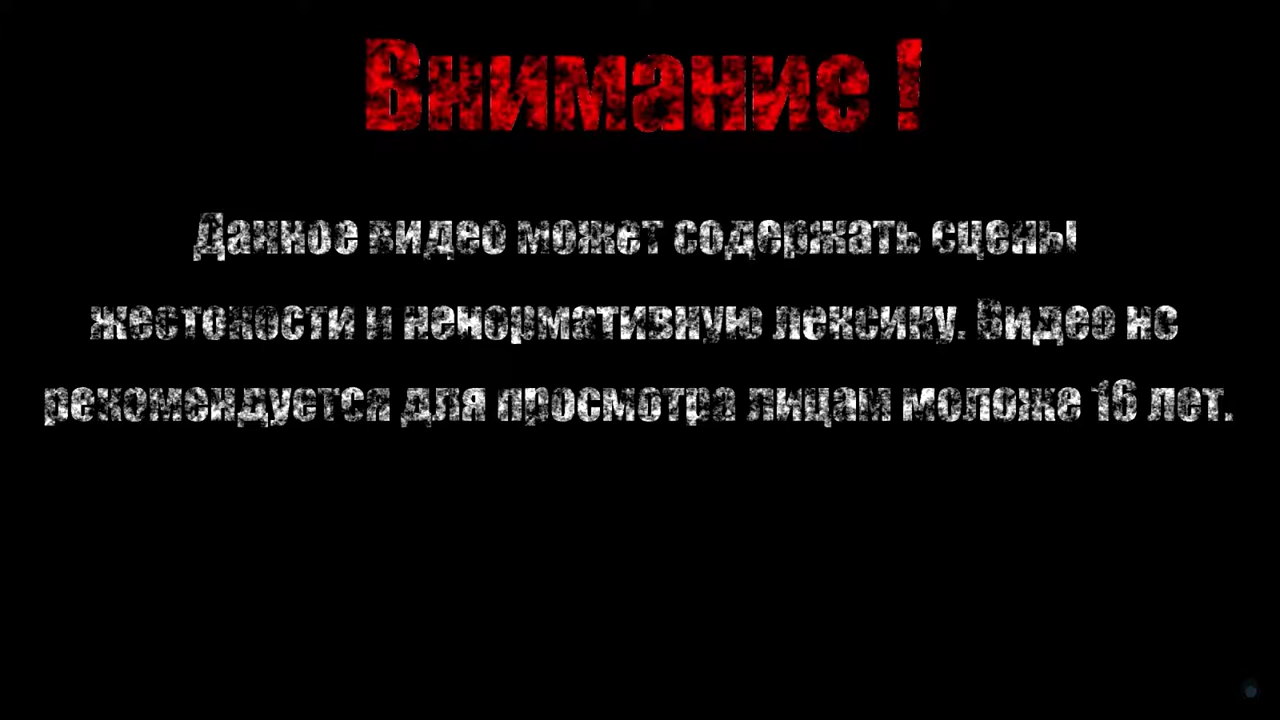 Внимание !
Данное видео может содержать сцены
жестокости и ненормативную лексику. Видео не
рекомендуется для просмотра лицам моложе 16 лет.